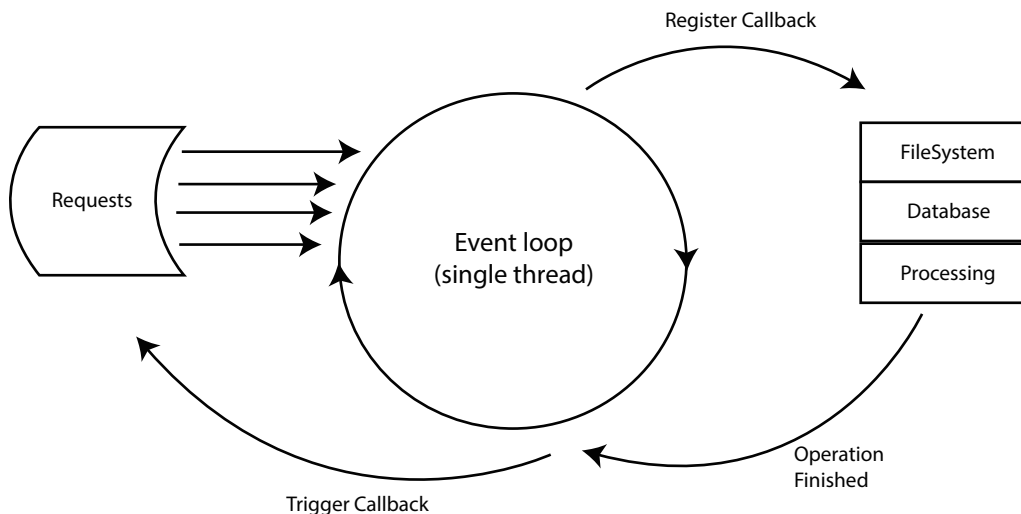 Register Callback
Requests
Event loop
(single thread)
FileSystem
Database
Processing
Operation
Finished
Trigger Callback